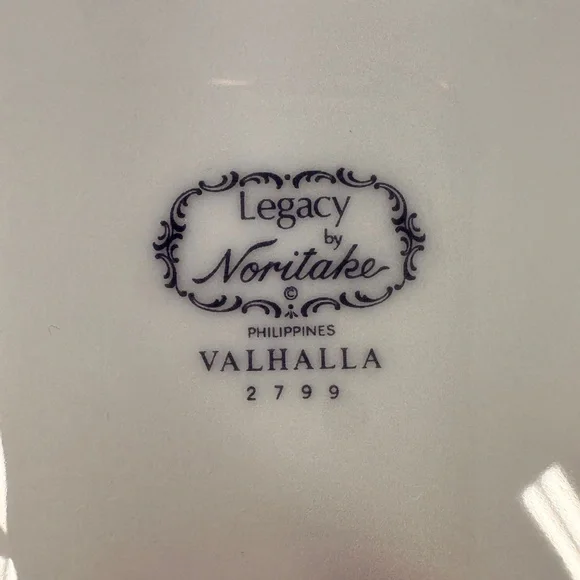 Legacy
by
Noritake
©
PHILIPPINES
VALHALLA
2799